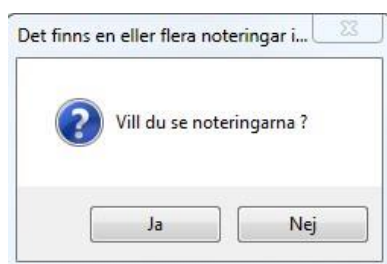 Det finns en eller flera noteringar i...
Vill du se noteringarna ?
Ja
Nej